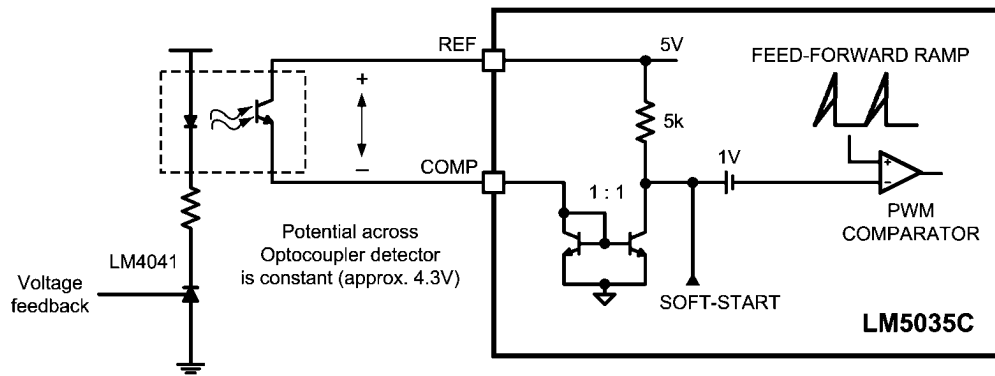 REF
5V
FEED-FORWARD RAMP
5k
+
–
COMP
1 : 1
1V
+
–
PWM
COMPARATOR
Potential across
Optocoupler detector
is constant (approx. 4.3V)
LM4041
Voltage
feedback
SOFT-START
LM5035C